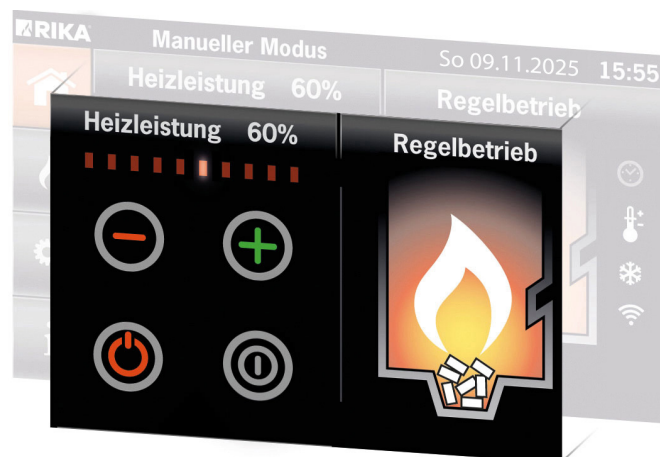 RIKA
Manueller Modus
So 09.11.2025 15:55
Heizleistung 60%
Regelbetrieb
Heizleistung 60%
Regelbetrieb